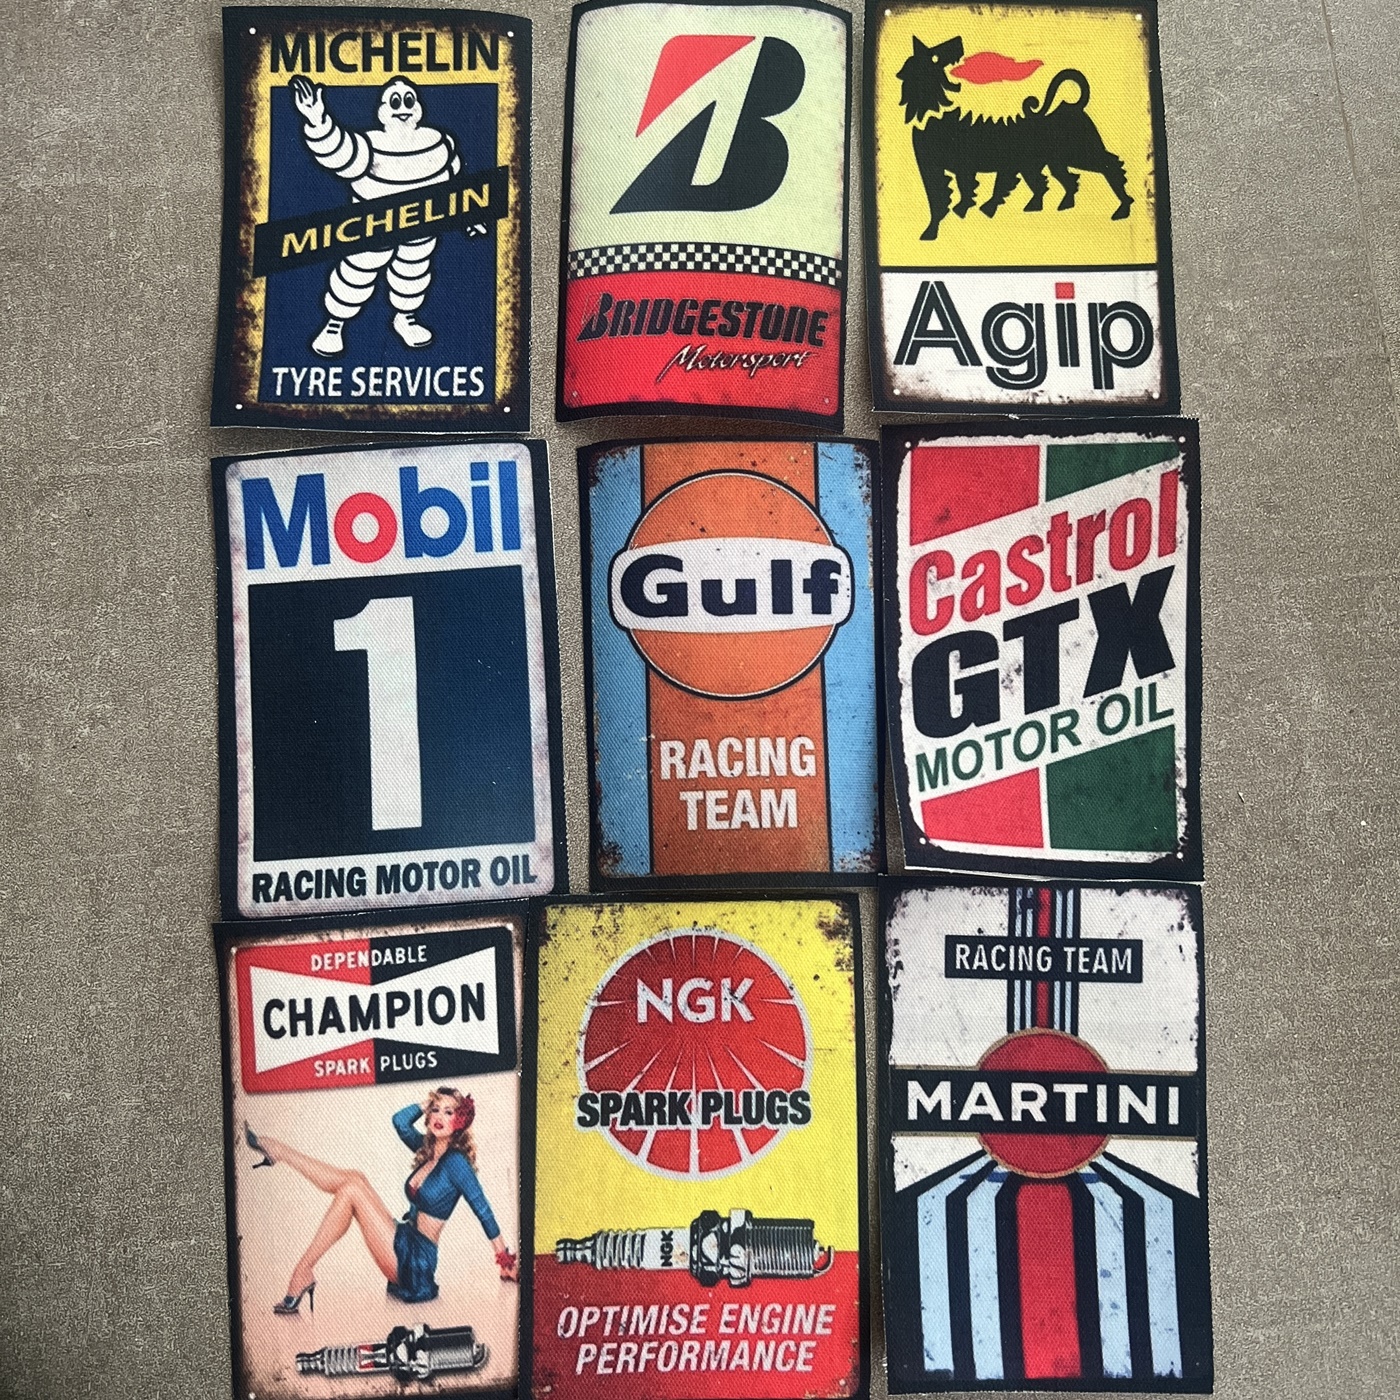 MICHELIN
MICHELIN
TYRE SERVICES
BRIDGESTONE
Motorsport
Agip
Mobil
1
RACING MOTOR OIL
Gulf
RACING
TEAM
Castrol
GTX
MOTOR OIL
DEPENDABLE
CHAMPION
SPARK PLUGS
NGK
SPARK PLUGS
NGK
OPTIMISE ENGINE
PERFORMANCE
RACING TEAM
MARTINI